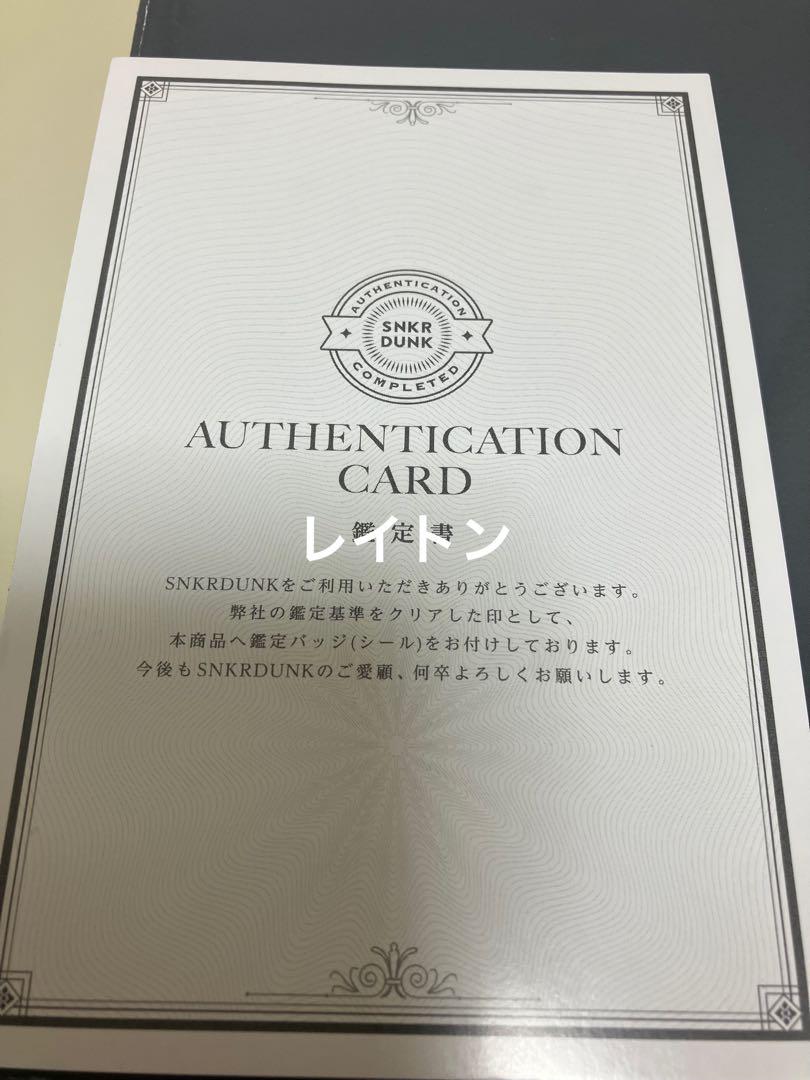 AUTHENTICATION
SNKR
DUNK
COMPLETED
AUTHENTICATION
CARD
鑑定書
レイトン
SNKRDUNKをご利用いただきありがとうございます。
弊社の鑑定基準をクリアした印として、
本商品へ鑑定バッジ(シール)をお付けしております。
今後もSNKRDUNKのご愛顧、何卒よろしくお願いします。